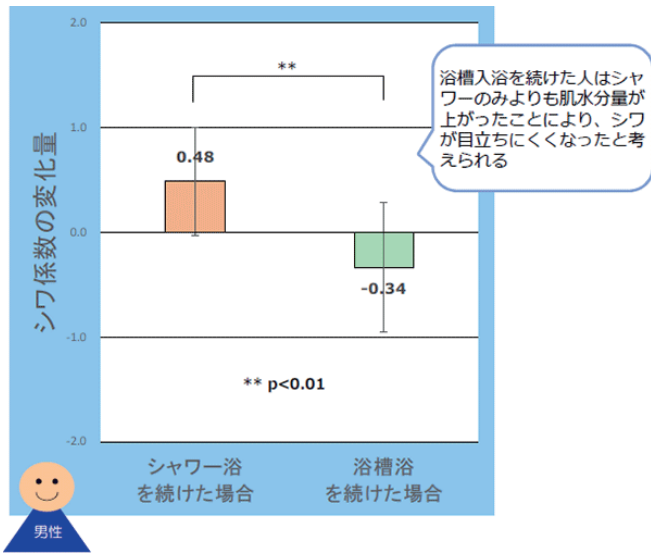 2.0
**
浴槽入浴を続けた人はシャ
ワーのみよりも肌水分量が
上がったことにより、シワ
が目立ちにくくなったと考
えられる
1.0
0.48
シワ係数の変化量
0.0
-0.34
-1.0
** p<0.01
-2.0
シャワー浴
を続けた場合
浴槽浴
を続けた場合
男性